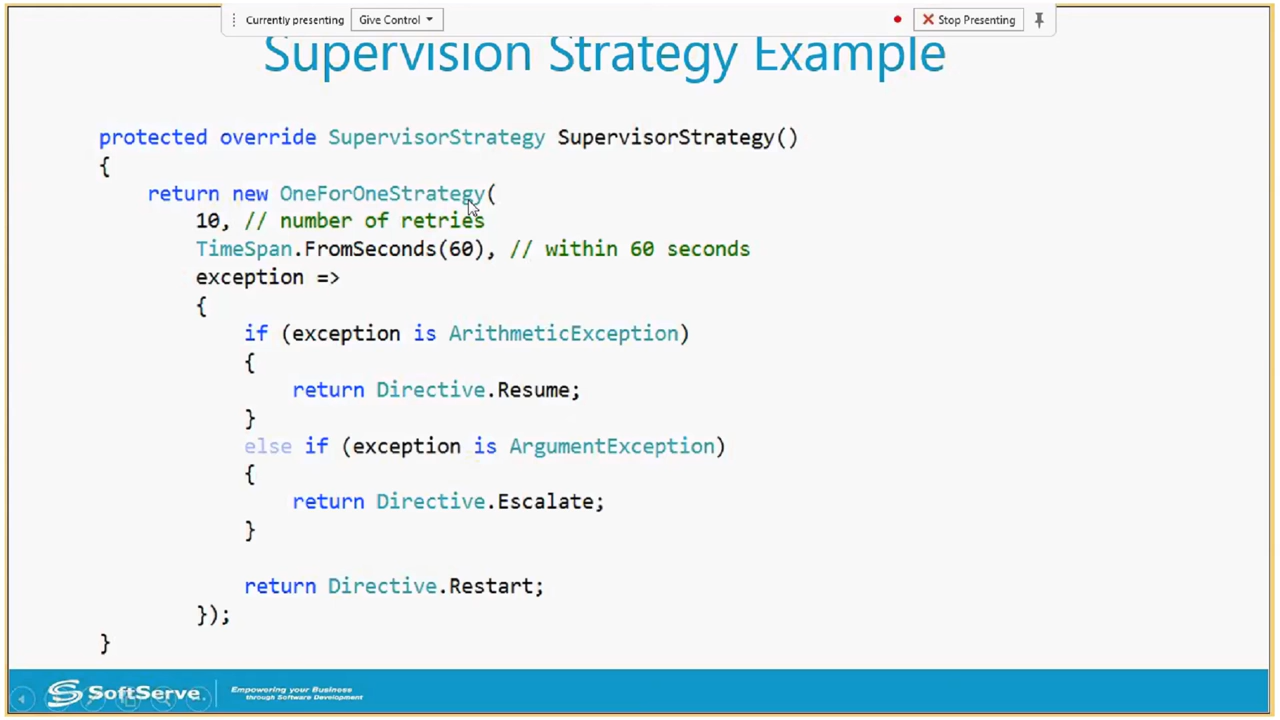 Currently presenting
Give Control
Stop Presenting
Supervision Strategy Example
protected override SupervisorStrategy SupervisorStrategy()
{
return new OneForOneStrategy(
10, // number of retries
TimeSpan.FromSeconds(60), // within 60 seconds
exception =>
{
if (exception is ArithmeticException)
{
return Directive.Resume;
}
else if (exception is ArgumentException)
{
return Directive.Escalate;
}
return Directive.Restart;
});
}
SoftServe.
Empowering your Business
through Software Development